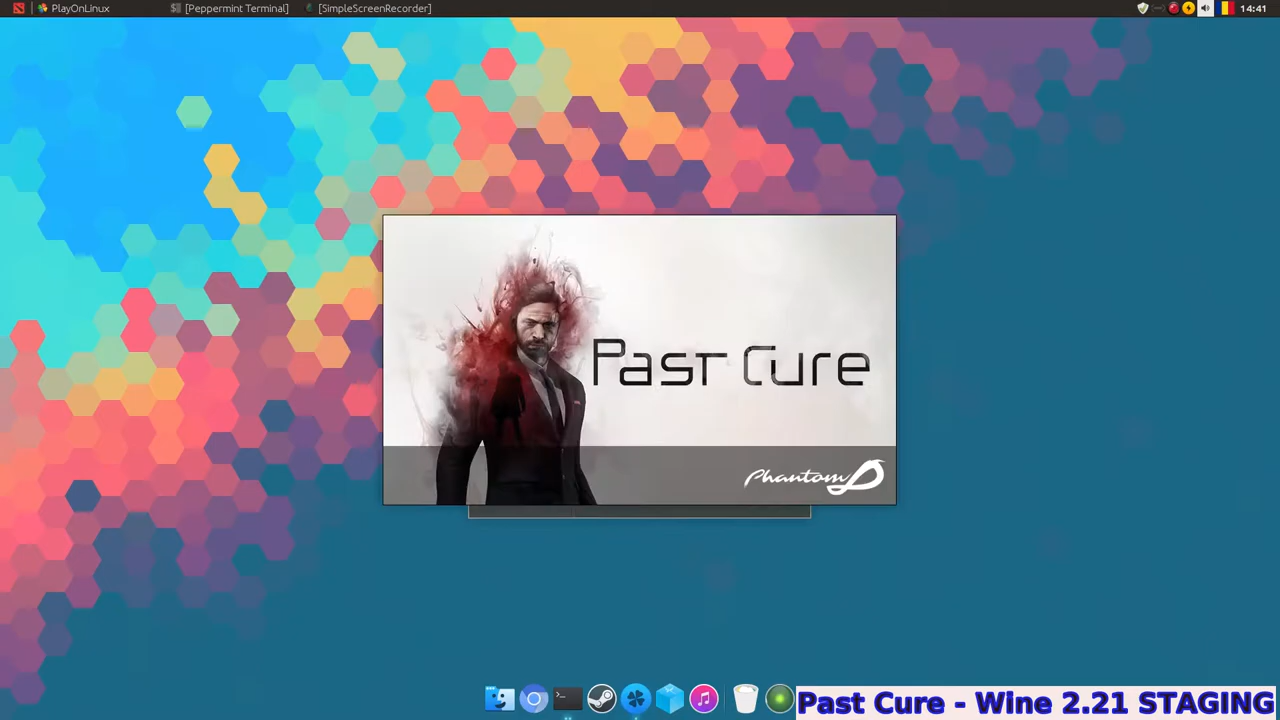 PlayOnLinux
[Peppermint Terminal]
[SimpleScreenRecorder]
14:41
Past Cure
Phantom
Past Cure - Wine 2.21 STAGING